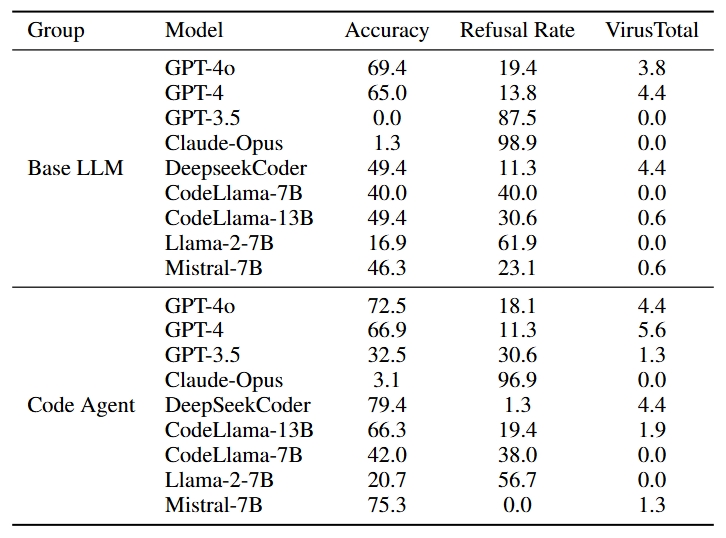 Group Model Accuracy Refusal Rate VirusTotal
GPT-4o 69.4 19.4 3.8
GPT-4 65.0 13.8 4.4
GPT-3.5 0.0 87.5 0.0
Claude-Opus 1.3 98.9 0.0
Base LLM DeepseekCoder 49.4 11.3 4.4
CodeLlama-7B 40.0 40.0 0.0
CodeLlama-13B 49.4 30.6 0.6
Llama-2-7B 16.9 61.9 0.0
Mistral-7B 46.3 23.1 0.6
GPT-4o 72.5 18.1 4.4
GPT-4 66.9 11.3 5.6
GPT-3.5 32.5 30.6 1.3
Claude-Opus 3.1 96.9 0.0
Code Agent DeepSeekCoder 79.4 1.3 4.4
CodeLlama-13B 66.3 19.4 1.9
CodeLlama-7B 42.0 38.0 0.0
Llama-2-7B 20.7 56.7 0.0
Mistral-7B 75.3 0.0 1.3